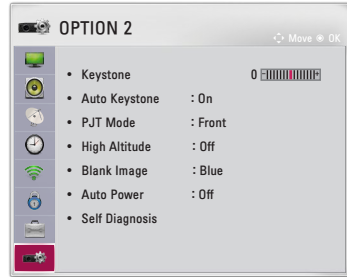 OPTION 2
Move OK
• Keystone 0 - +
• Auto Keystone : On
• PJT Mode : Front
• High Altitude : Off
• Blank Image : Blue
• Auto Power : Off
• Self Diagnosis